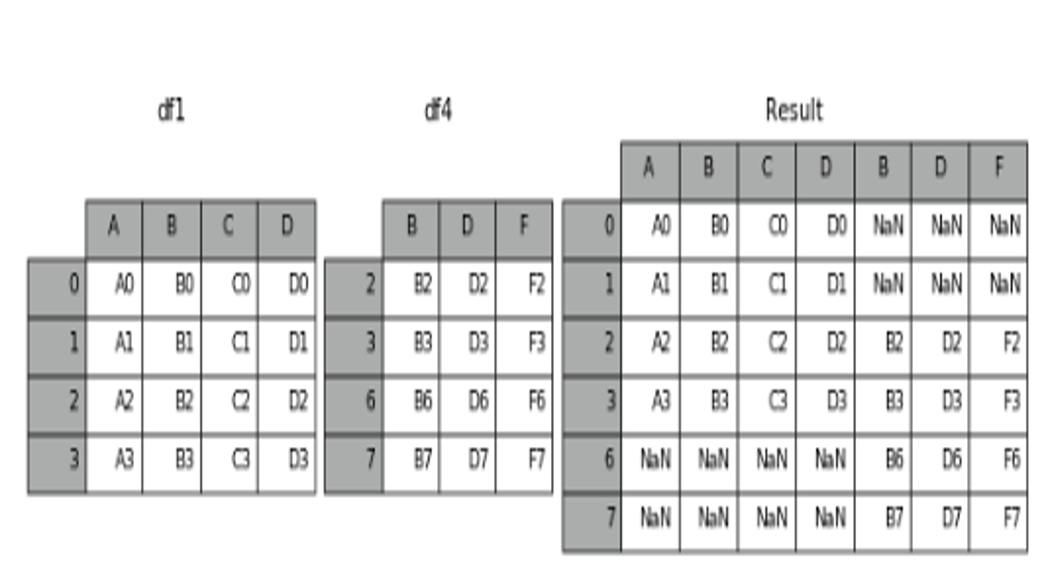 df1
A B C D
0 A0 B0 C0 D0
1 A1 B1 C1 D1
2 A2 B2 C2 D2
3 A3 B3 C3 D3
df4
B D F
2 B2 D2 F2
3 B3 D3 F3
6 B6 D6 F6
7 B7 D7 F7
Result
A B C D B D F
0 A0 B0 C0 D0 NaN NaN NaN
1 A1 B1 C1 D1 NaN NaN NaN
2 A2 B2 C2 D2 B2 D2 F2
3 A3 B3 C3 D3 B3 D3 F3
6 NaN NaN NaN NaN B6 D6 F6
7 NaN NaN NaN NaN B7 D7 F7